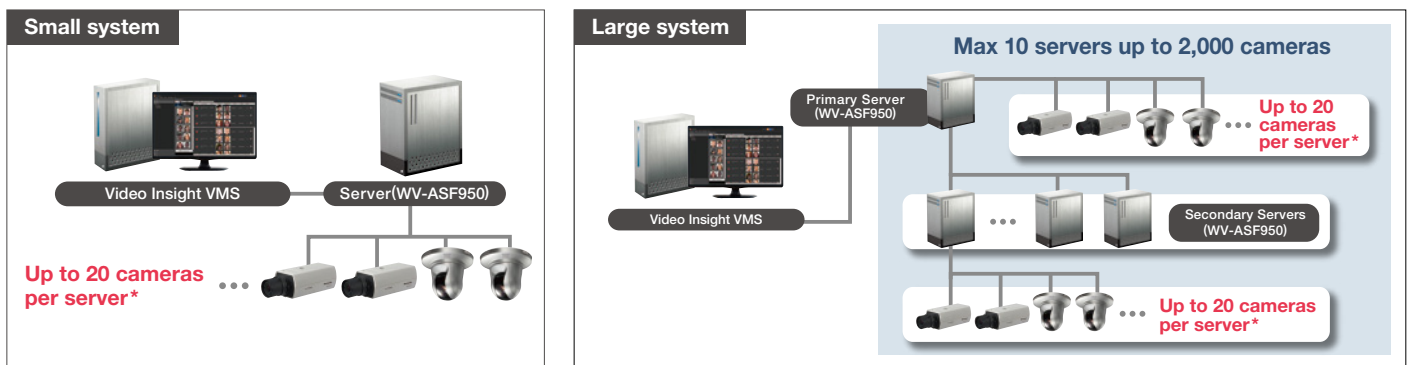 Small system
Video Insight VMS
Server(WV-ASF950)
Up to 20 cameras
per server*
Large system
Max 10 servers up to 2,000 cameras
Primary Server
(WV-ASF950)
Up to 20
cameras
per server*
Video Insight VMS
Secondary Servers
(WV-ASF950)
Up to 20 cameras
per server*